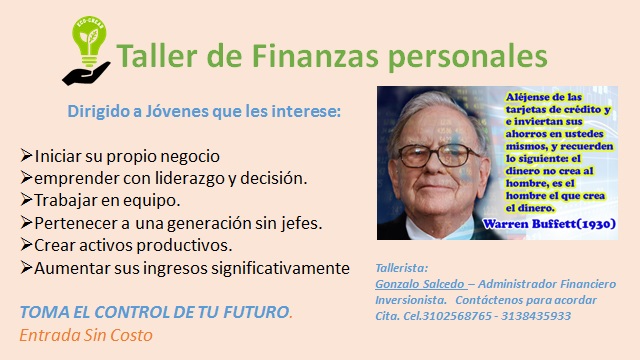 ECO-CREAR
Taller de Finanzas personales
Dirigido a Jóvenes que les interese:
➢Iniciar su propio negocio
➢emprender con liderazgo y decisión.
➢Trabajar en equipo.
➢Pertenecer a una generación sin jefes.
➢Crear activos productivos.
➢Aumentar sus ingresos significativamente
TOMA EL CONTROL DE TU FUTURO.
Entrada Sin Costo
Aléjense de las
tarjetas de crédito y
e inviertan sus
ahorros en ustedes
mismos, y recuerden
lo siguiente: el
dinero no crea al
hombre, es el
hombre el que crea
el dinero.
Warren Buffett(1930)
Tallerista:
Gonzalo Salcedo – Administrador Financiero
Inversionista. Contáctenos para acordar
Cita. Cel.3102568765 - 3138435933